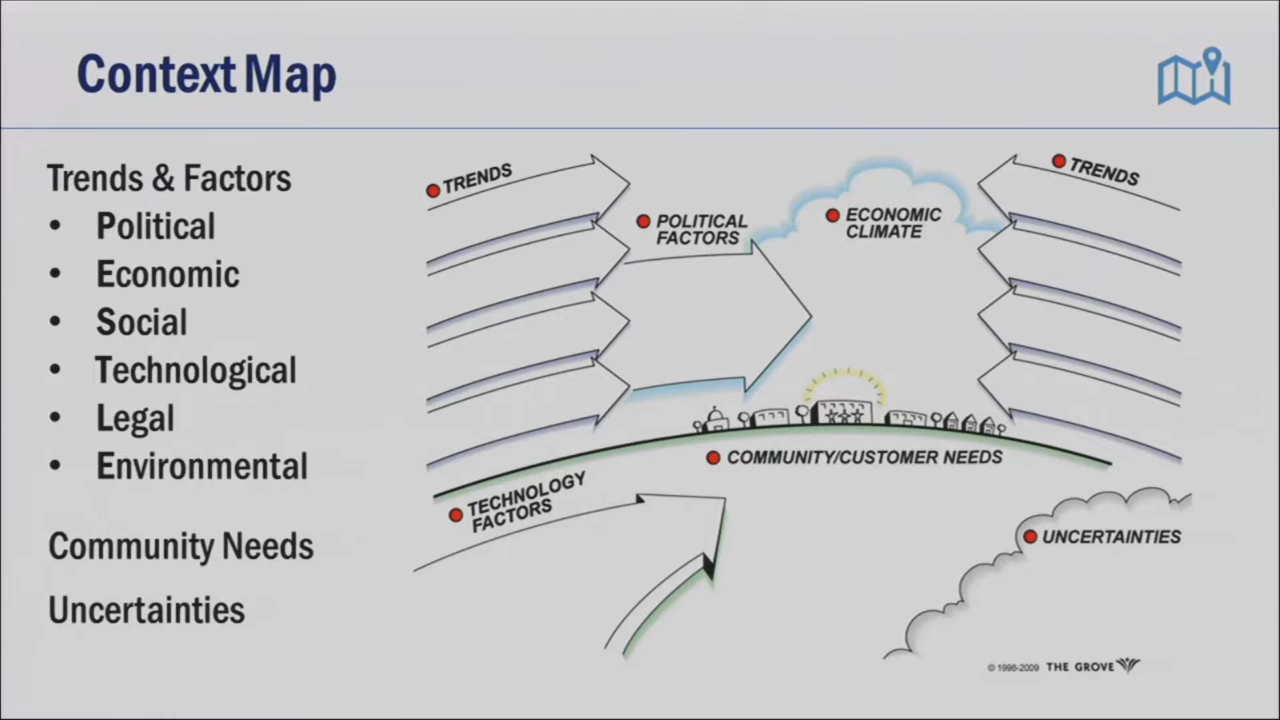 Context Map
Trends & Factors
• Political
• Economic
• Social
• Technological
• Legal
• Environmental
Community Needs
Uncertainties
TRENDS
POLITICAL
FACTORS
ECONOMIC
CLIMATE
TRENDS
COMMUNITY/CUSTOMER NEEDS
TECHNOLOGY
FACTORS
UNCERTAINTIES
© 1996-2009 THE GROVE